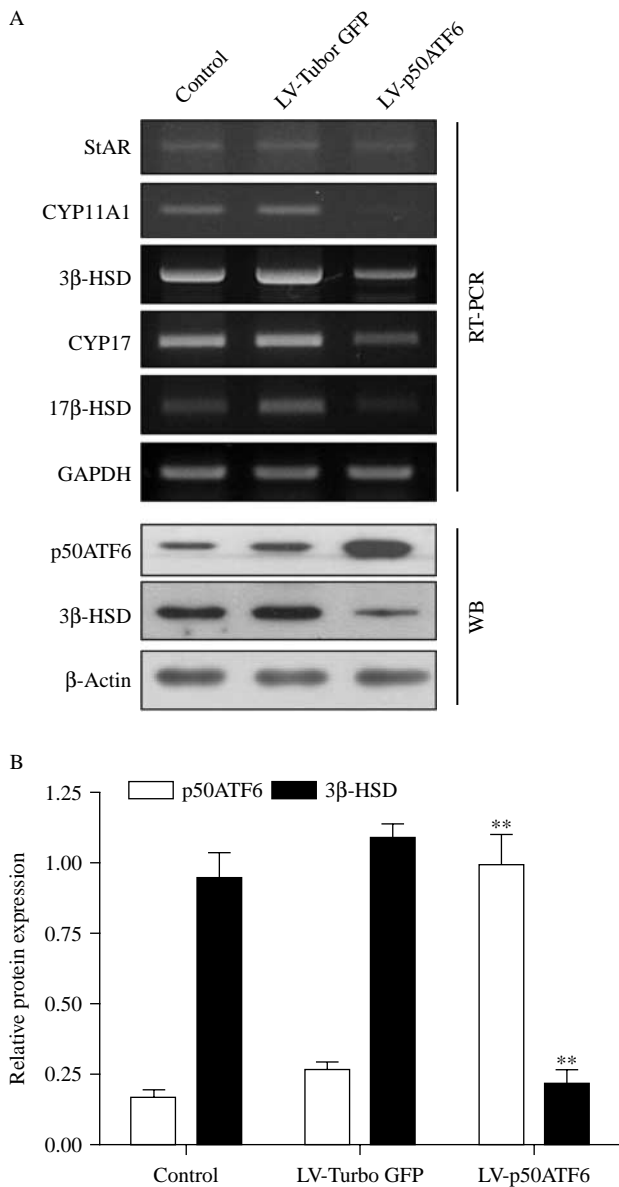 A
Control
LV-Tubor GFP
LV-p50ATF6
StAR
CYP11A1
3β-HSD
CYP17
17β-HSD
GAPDH
RT-PCR
p50ATF6
3β-HSD
β-Actin
WB
B
p50ATF6
3β-HSD
Relative protein expression
1.25
1.00
0.75
0.50
0.25
0.00
**
**
Control
LV-Turbo GFP
LV-p50ATF6